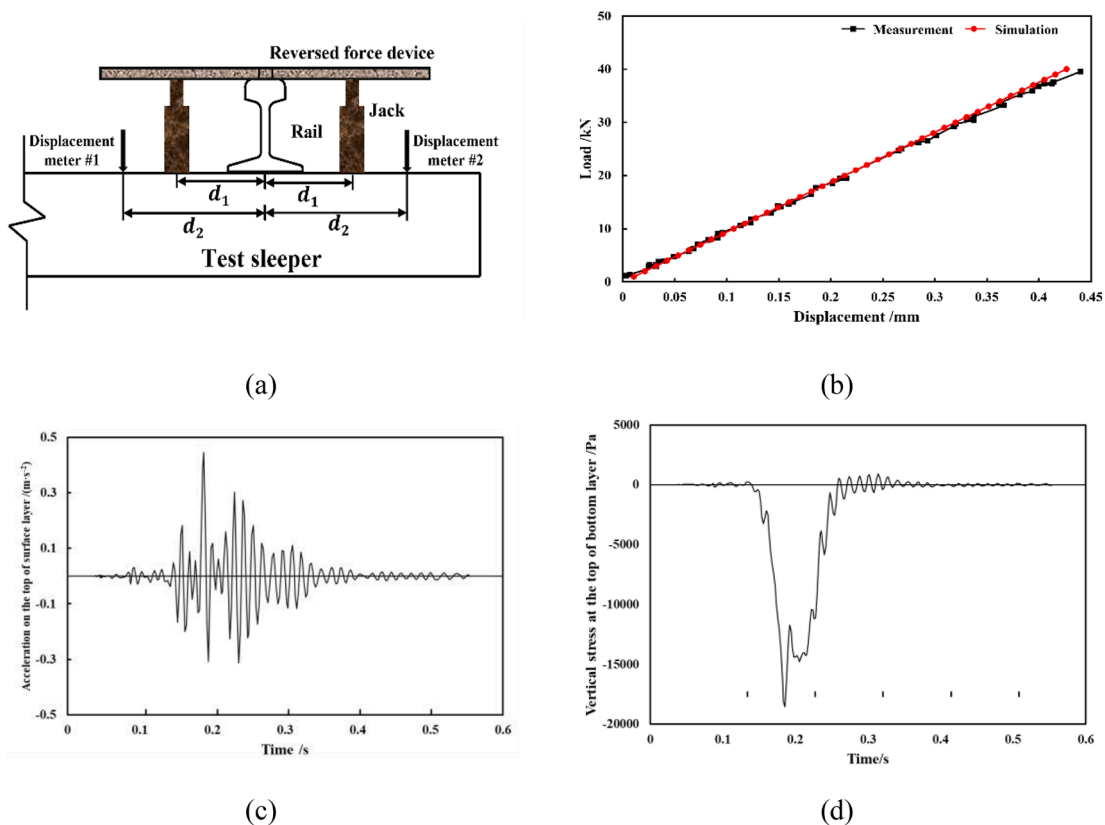 Reversed force device
Jack
Rail
Displacement
meter #1
Displacement
meter #2
d₁
d₁
d₂
d₂
Test sleeper
(a)
Measurement
Simulation
Load /kN
50
40
30
20
10
0
0
0.05
0.1
0.15
0.2
0.25
0.3
0.35
0.4
0.45
Displacement /mm
(b)
Acceleration on the top of surface layer /(m·s⁻²)
0.5
0.3
0.1
-0.1
-0.3
-0.5
0
0.1
0.2
0.3
0.4
0.5
0.6
Time /s
(c)
Vertical stress at the top of bottom layer /Pa
5000
0
-5000
-10000
-15000
-20000
0
0.1
0.2
0.3
0.4
0.5
0.6
Time/s
(d)